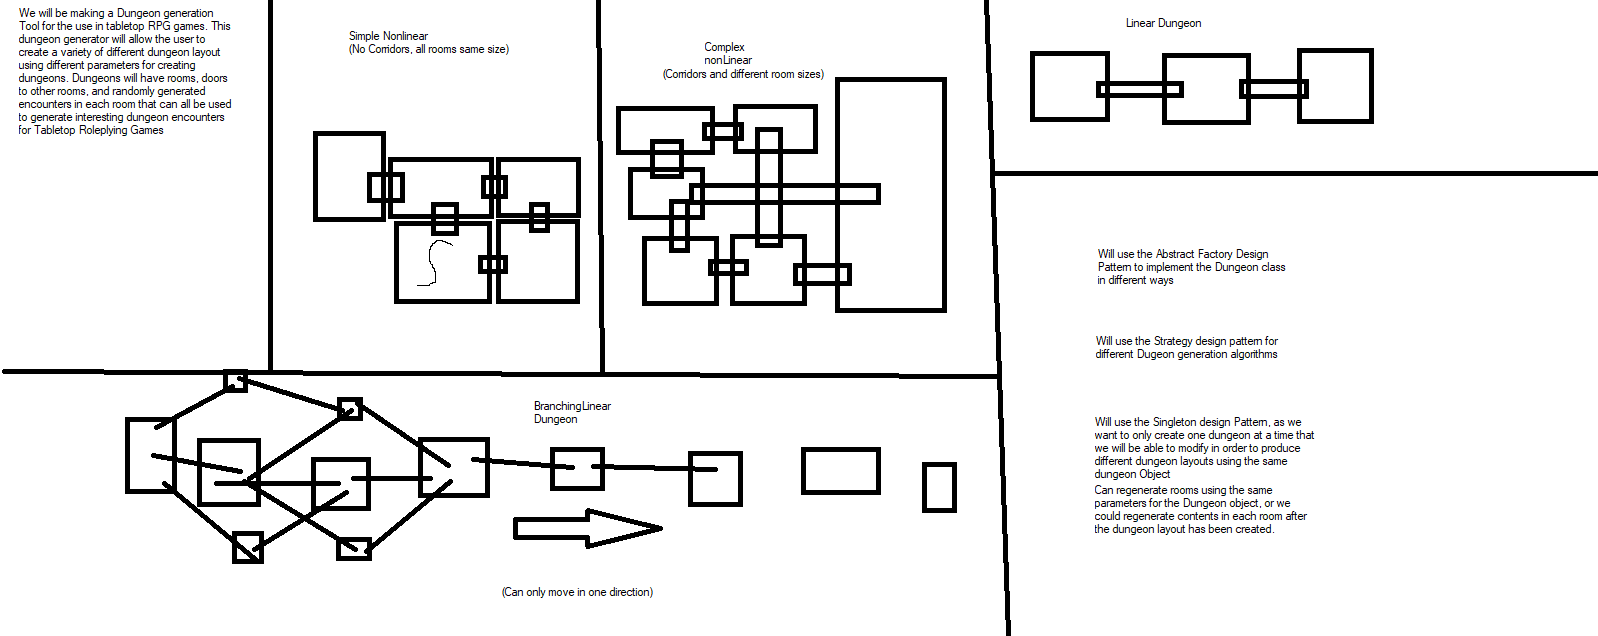 We will be making a Dungeon generation
Tool for the use in tabletop RPG games. This
dungeon generator will allow the user to
create a variety of different dungeon layout
using different parameters for creating
dungeons. Dungeons will have rooms, doors
to other rooms, and randomly generated
encounters in each room that can all be used
to generate interesting dungeon encounters
for Tabletop Roleplying Games
Simple Nonlinear
(No Corridors, all rooms same size)
Complex
nonLinear
(Corridors and different room sizes)
Linear Dungeon
Will use the Abstract Factory Design
Pattern to implement the Dungeon class
in different ways
Will use the Strategy design pattern for
different Dugeon generation algorithms
Will use the Singleton design Pattern, as we
want to only create one dungeon at a time that
we will be able to modify in order to produce
different dungeon layouts using the same
dungeon Object
Can regenerate rooms using the same
parameters for the Dungeon object, or we
could regenerate contents in each room after
the dungeon layout has been created.
BranchingLinear
Dungeon
(Can only move in one direction)